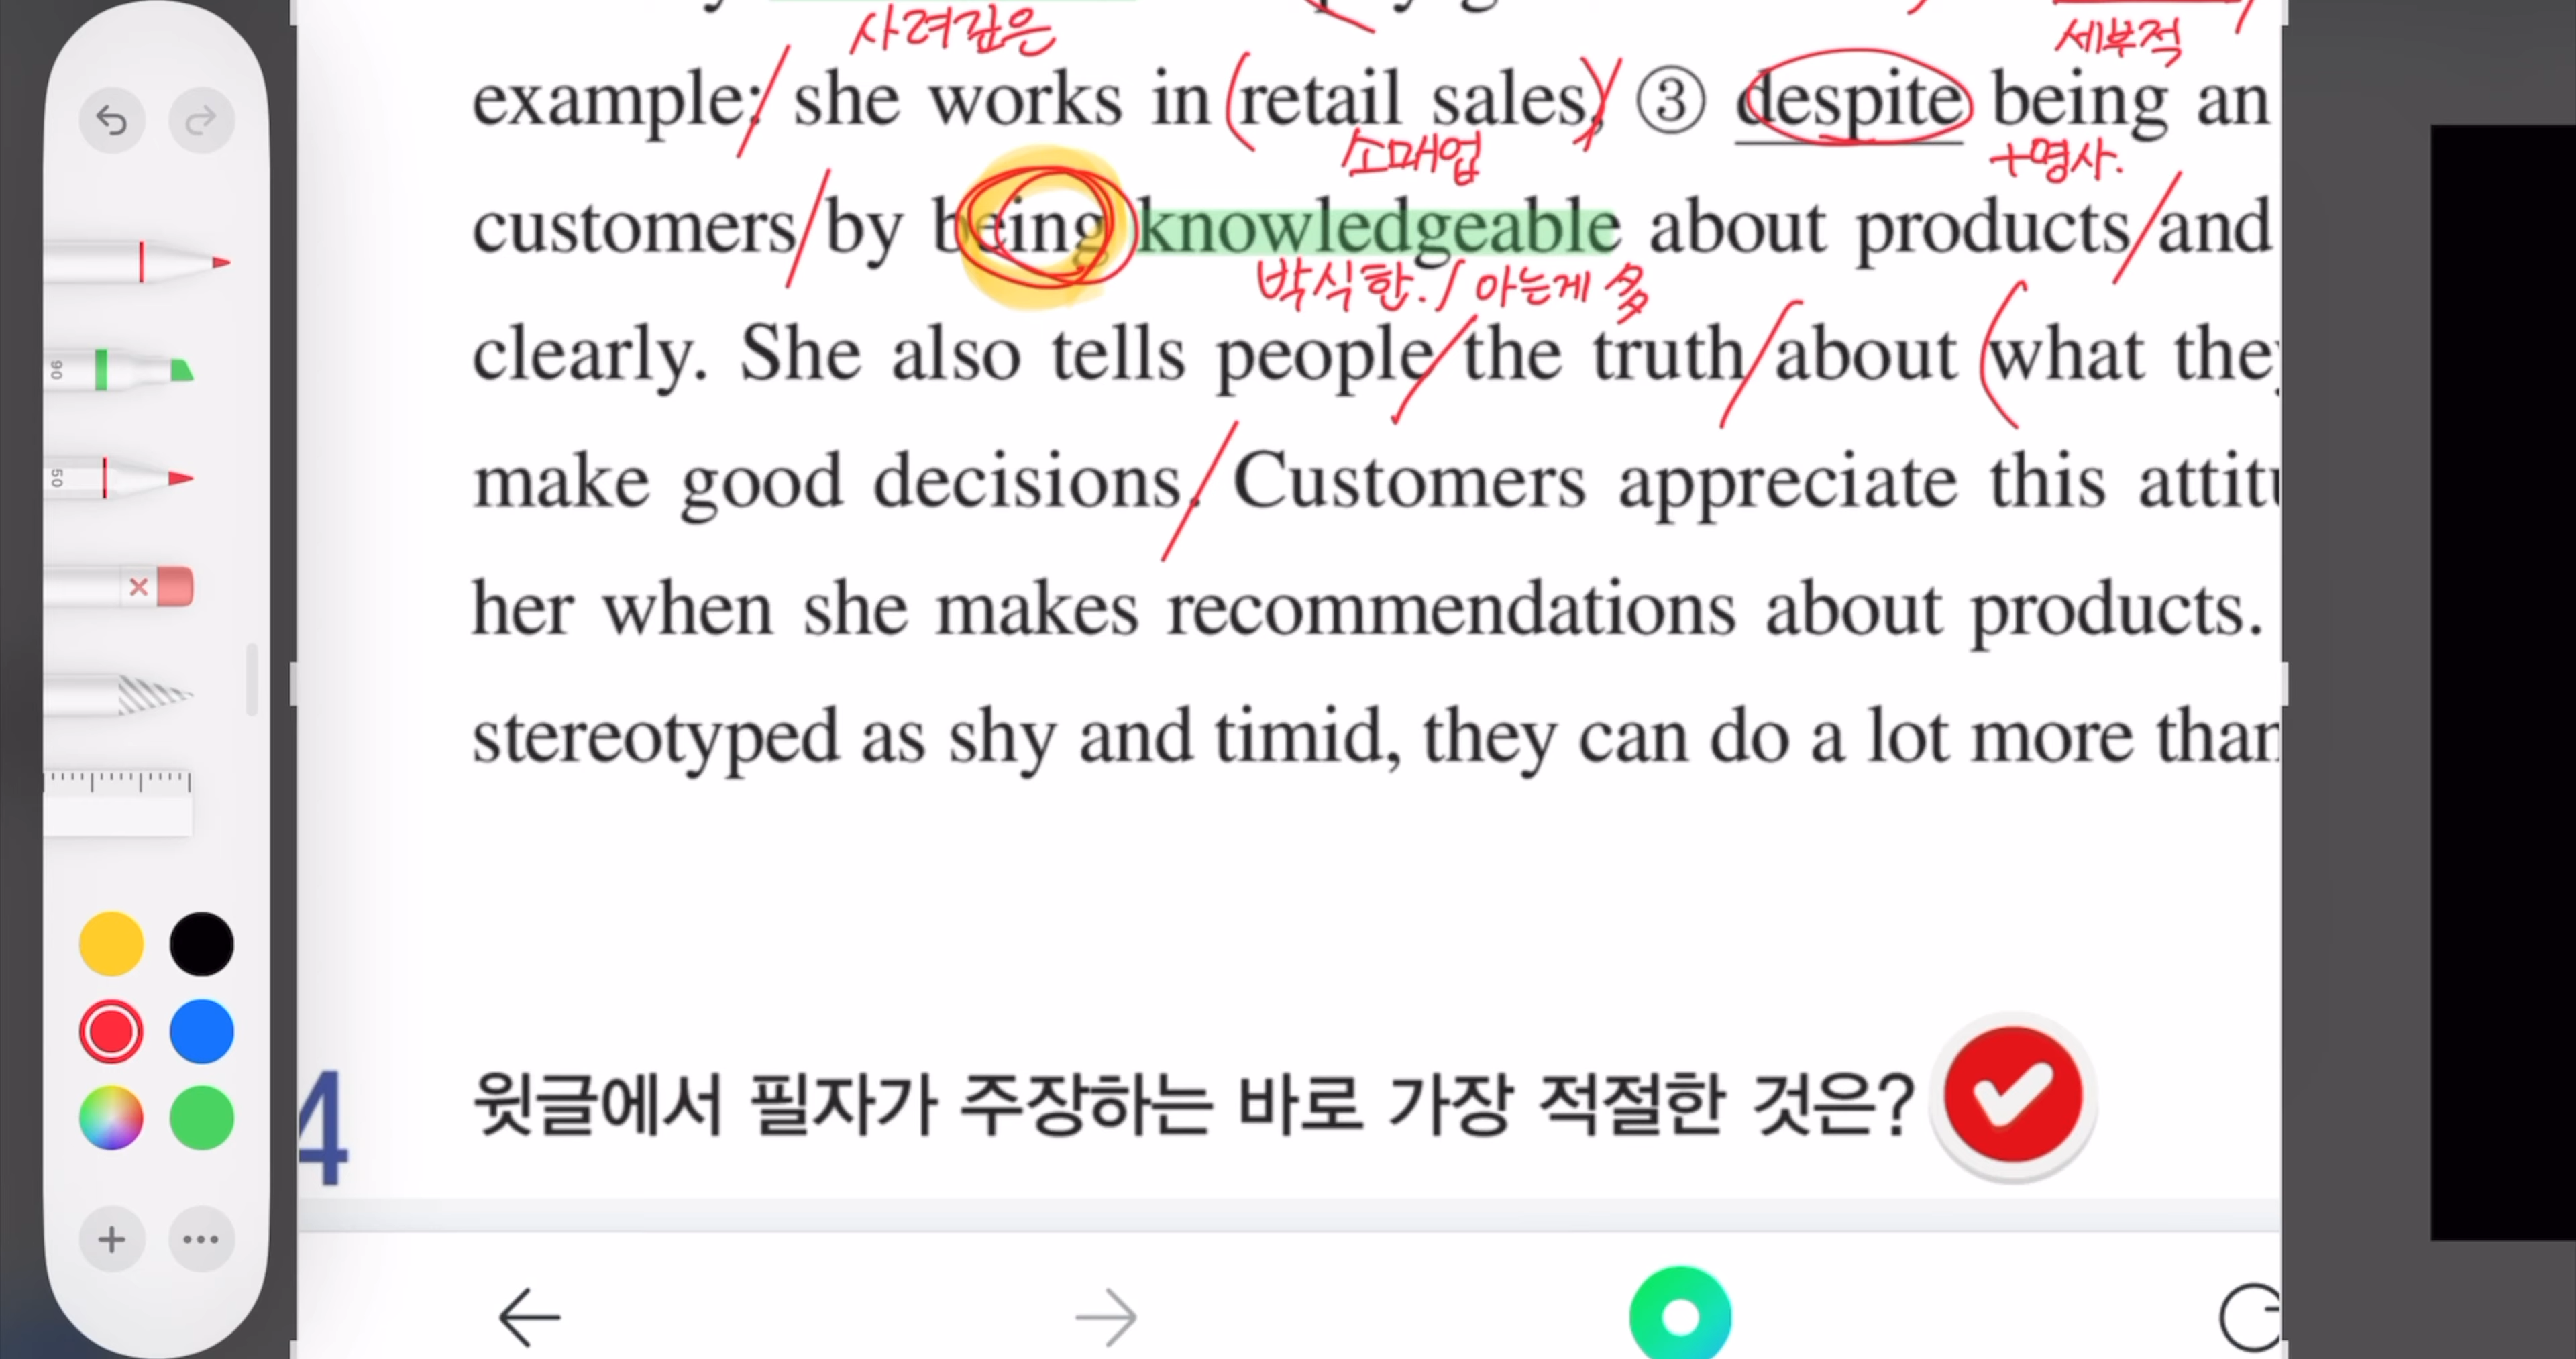 사려깊은
세부적
example: she works in (retail sales,) ③ despite being an
소매업
+명사.
customers / by being knowledgeable about products / and
박식한. / 아는게 多
clearly. She also tells people / the truth / about (what they
make good decisions. / Customers appreciate this
her when she makes recommendations about products.
stereotyped as shy and timid, they can do a lot more than
4 윗글에서 필자가 주장하는 바로 가장 적절한 것은?
90
50